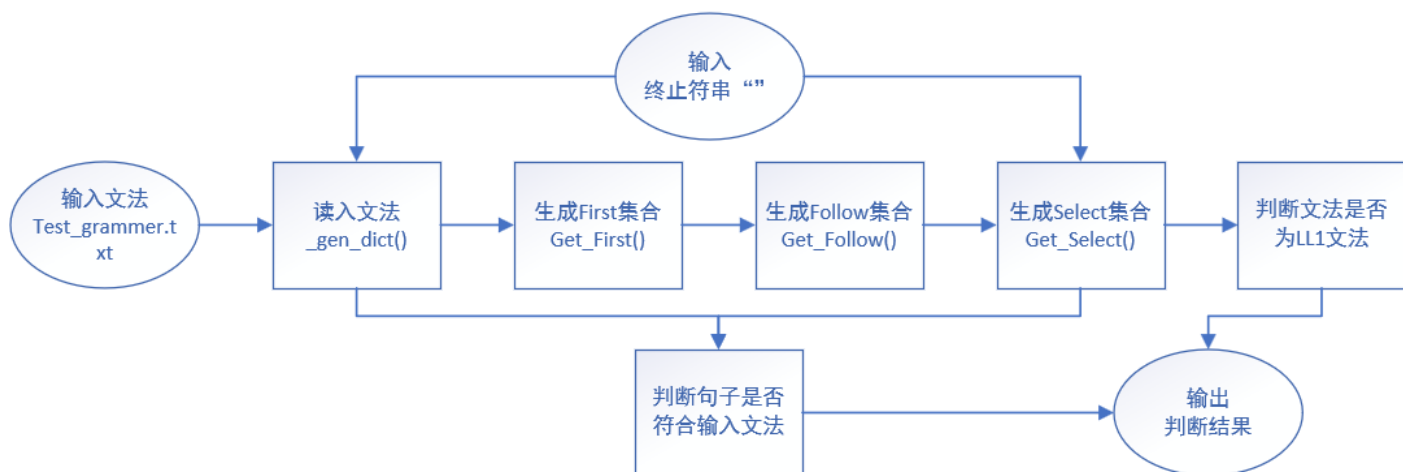 输入
终止符串“”
输入文法
Test_grammer.t
xt
读入文法
_gen_dict()
生成First集合
Get_First()
生成Follow集合
Get_Follow()
生成Select集合
Get_Select()
判断文法是否
为LL1文法
判断句子是否
符合输入文法
输出
判断结果